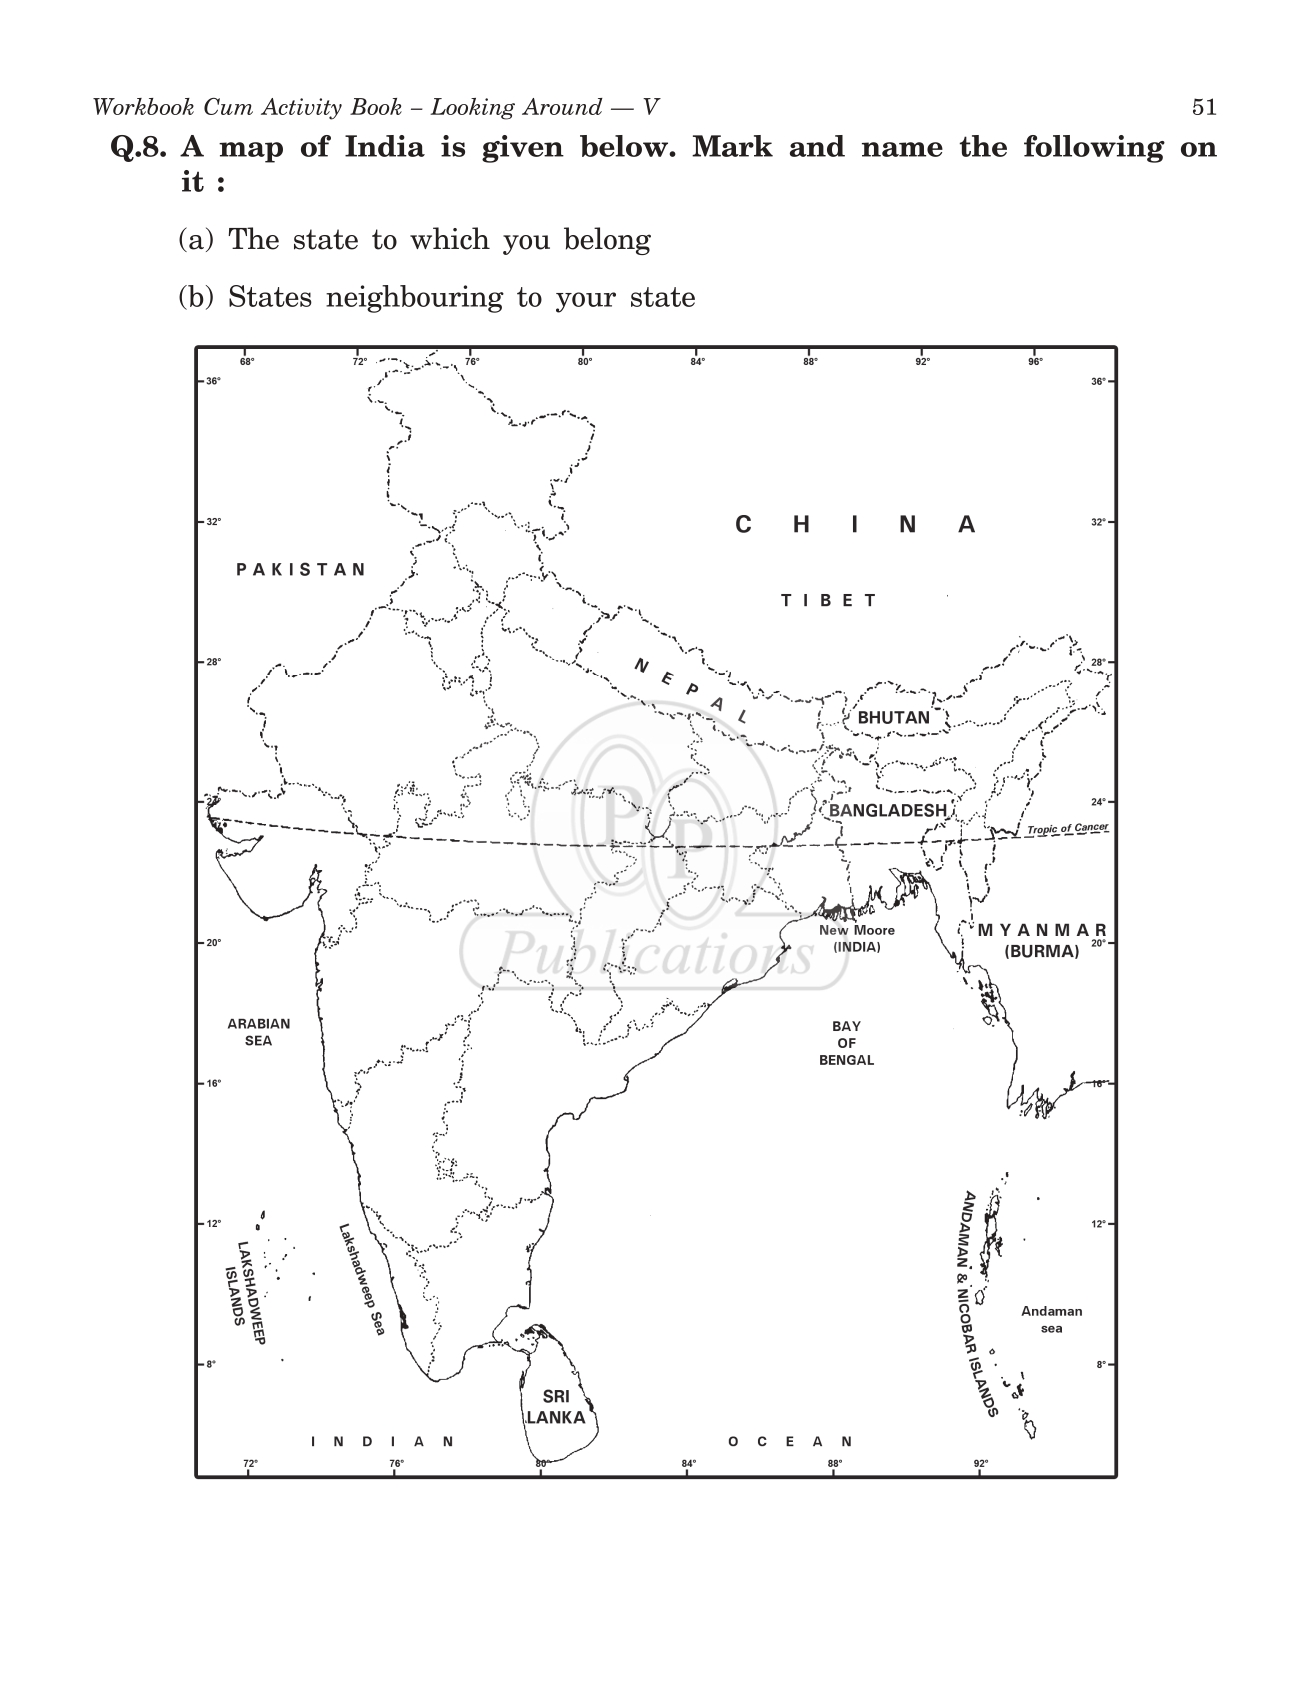 Workbook Cum Activity Book – Looking Around — V 51
Q.8. A map of India is given below. Mark and name the following on
it :
(a) The state to which you belong
(b) States neighbouring to your state
68° 72° 76° 80° 84° 88° 92° 96°
36° 36°
32° 32°
C H I N A
PAKISTAN
TIBET
28° 28°
NEPAL
BHUTAN
24° 24°
BANGLADESH
Tropic of Cancer
PP
Publications
New Moore
(INDIA)
MYANMAR
(BURMA)
20° 20°
ARABIAN
SEA
BAY
OF
BENGAL
16° 16°
12° 12°
LAKSHADWEEP
ISLANDS
Lakshadweep Sea
ANDAMAN & NICOBAR ISLANDS
Andaman
sea
8° 8°
SRI
LANKA
INDIAN OCEAN
72° 76° 80° 84° 88° 92°